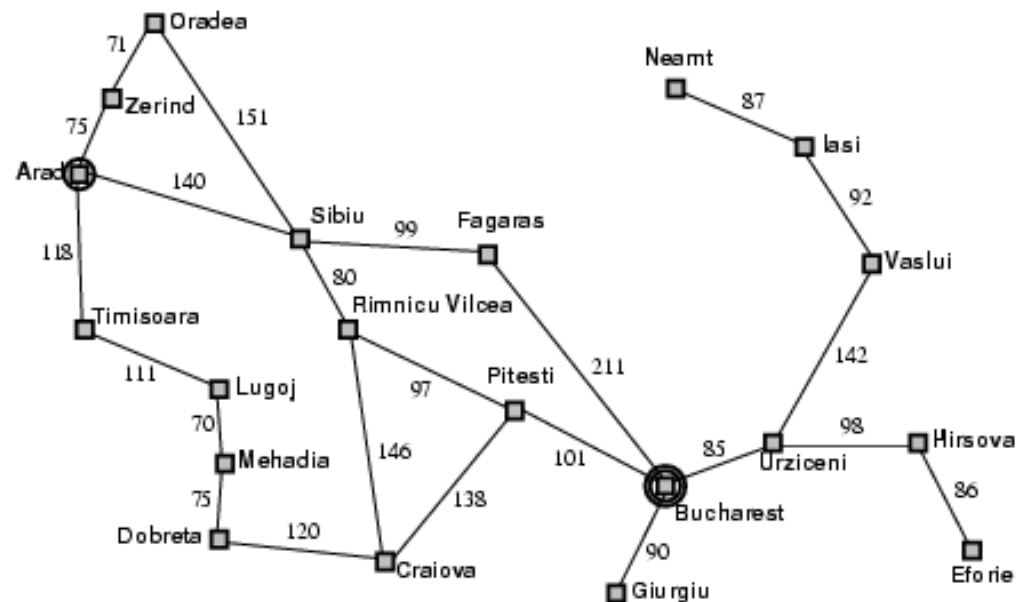 Oradea
71
Neamt
87
Zerind
75
151
Iasi
Arad
140
92
Sibiu
Fagaras
99
118
80
Vaslui
Timisoara
Rimnicu Vilcea
142
211
111
Lugoj
97
Pitesti
70
98
Hirsova
85
Urziceni
146
101
Mehadia
75
138
86
Bucharest
Dobreta
120
90
Craiova
Eforie
Giurgiu